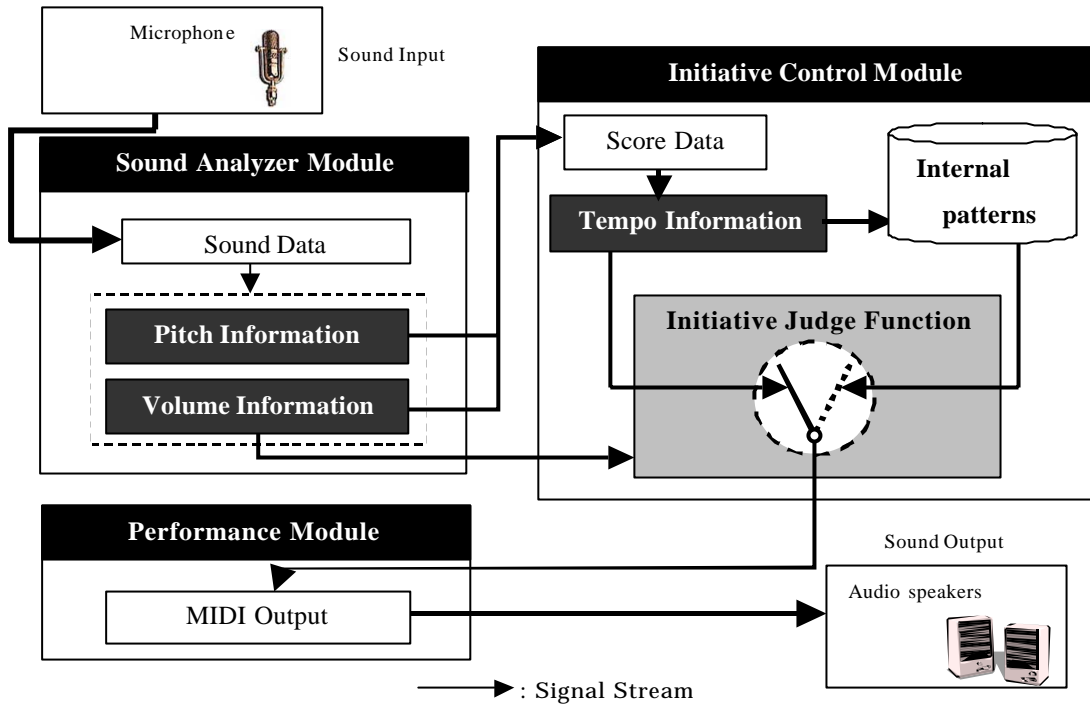 Microphone
Sound Input
Sound Analyzer Module
Sound Data
Pitch Information
Volume Information
Initiative Control Module
Score Data
Tempo Information
Internal
patterns
Initiative Judge Function
Performance Module
MIDI Output
Sound Output
Audio speakers
: Signal Stream